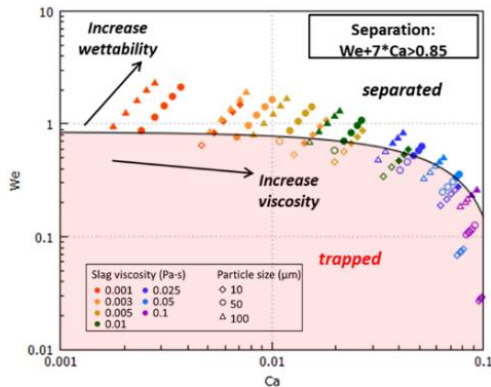 10
Increase
wettability
Separation:
We+7*Ca>0.85
separated
1
We
Increase
viscosity
0.1
trapped
Slag viscosity (Pa-s)
Particle size (μm)
0.001
0.025
10
0.003
0.05
50
0.005
0.1
100
0.01
0.01
0.001
0.01
0.1
Ca